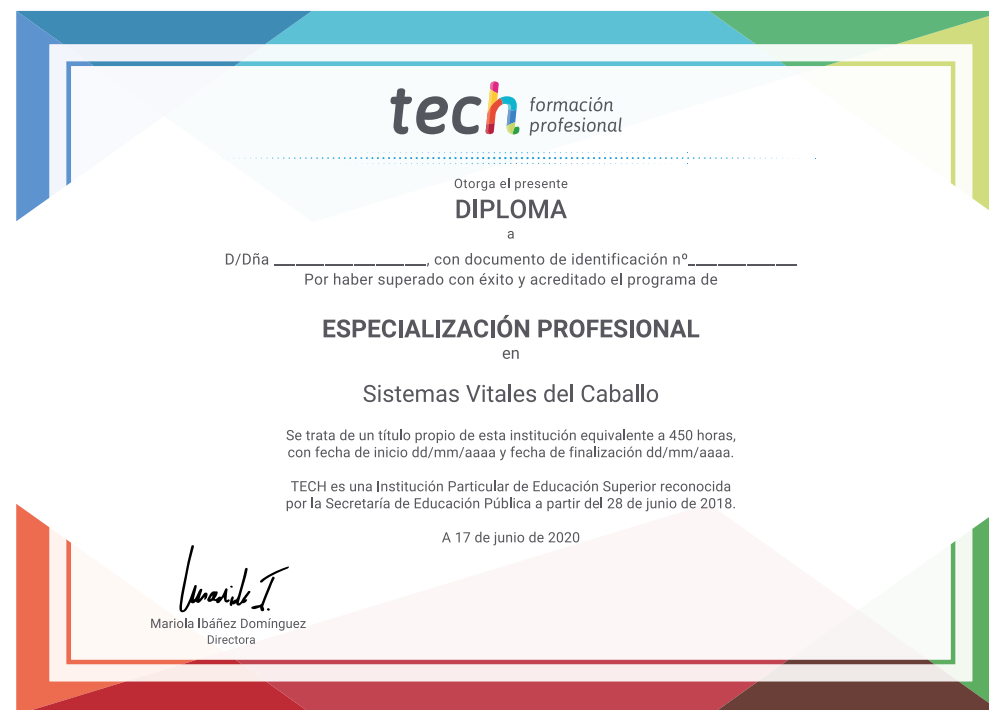 tech formación
profesional
Otorga el presente
DIPLOMA
a
D/Dña ______________, con documento de identificación nº__________
Por haber superado con éxito y acreditado el programa de
ESPECIALIZACIÓN PROFESIONAL
en
Sistemas Vitales del Caballo
Se trata de un título propio de esta institución equivalente a 450 horas,
con fecha de inicio dd/mm/aaaa y fecha de finalización dd/mm/aaaa.
TECH es una Institución Particular de Educación Superior reconocida
por la Secretaría de Educación Pública a partir del 28 de junio de 2018.
A 17 de junio de 2020
Mariola Ibáñez Domínguez
Directora